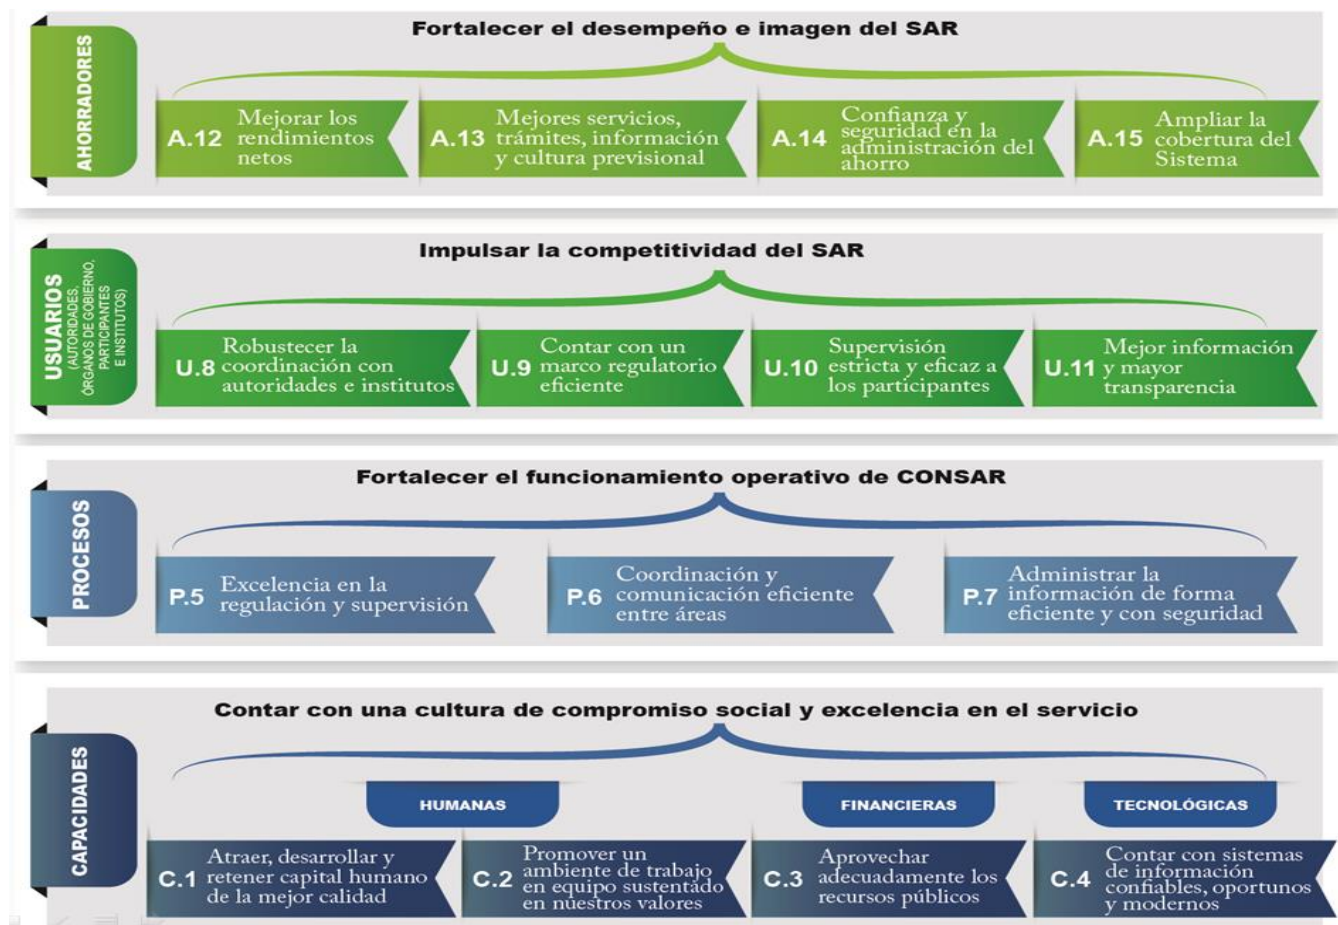 AHORRADORES
Fortalecer el desempeño e imagen del SAR
A.12
Mejorar los
rendimientos
netos
A.13
Mejores servicios,
trámites, información
y cultura previsional
A.14
Confianza y
seguridad en la
administración del
ahorro
A.15
Ampliar la
cobertura del
Sistema
USUARIOS
(AUTORIDADES,
ÓRGANOS DE GOBIERNO,
PARTICIPANTES
E INSTITUTOS)
Impulsar la competitividad del SAR
U.8
Robustecer la
coordinación con
autoridades e institutos
U.9
Contar con un
marco regulatorio
eficiente
U.10
Supervisión
estricta y eficaz a
los participantes
U.11
Mejor información
y mayor
transparencia
PROCESOS
Fortalecer el funcionamiento operativo de CONSAR
P.5
Excelencia en la
regulación y supervisión
P.6
Coordinación y
comunicación eficiente
entre áreas
P.7
Administrar la
información de forma
eficiente y con seguridad
CAPACIDADES
Contar con una cultura de compromiso social y excelencia en el servicio
HUMANAS
FINANCIERAS
TECNOLÓGICAS
C.1
Atraer, desarrollar y
retener capital humano
de la mejor calidad
C.2
Promover un
ambiente de trabajo
en equipo sustentado
en nuestros valores
C.3
Aprovechar
adecuadamente los
recursos públicos
C.4
Contar con sistemas
de información
confiables, oportunos
y modernos